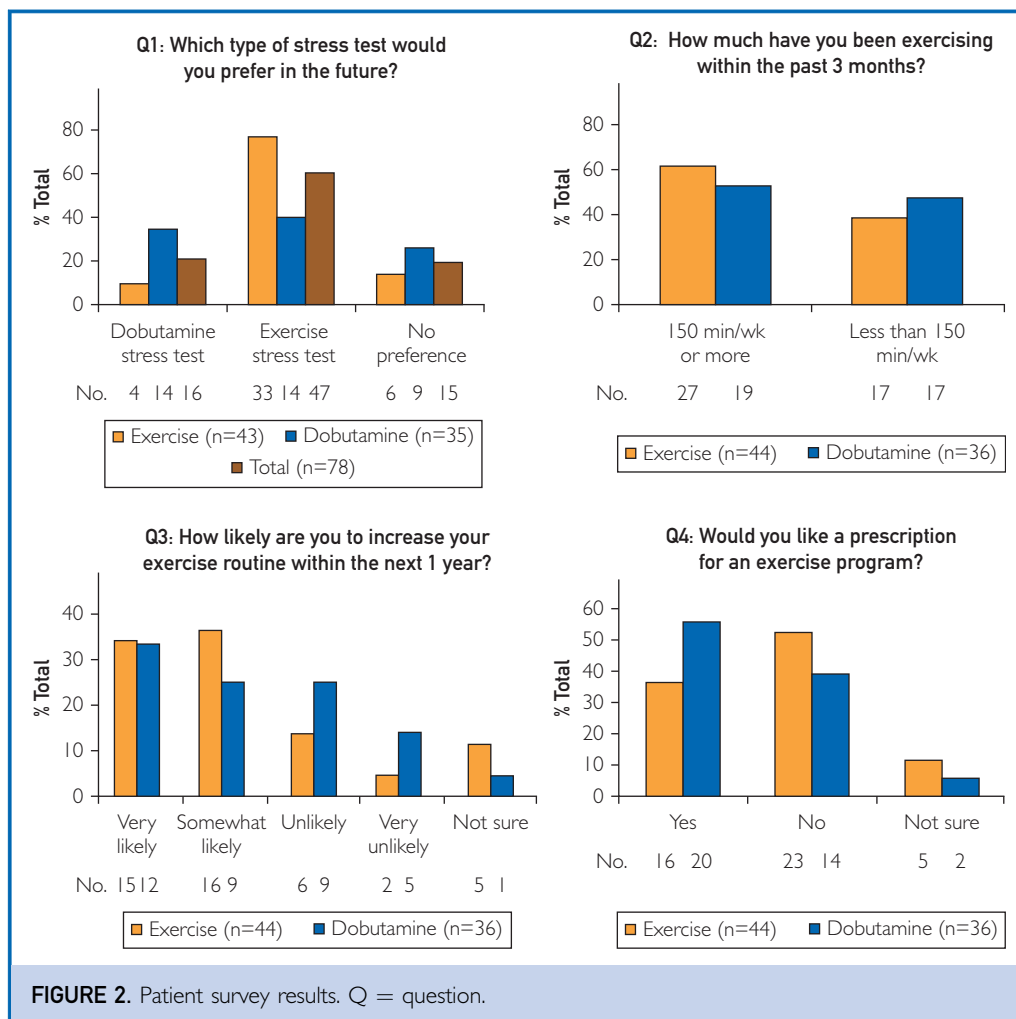 Q1: Which type of stress test would
you prefer in the future?
% Total
80
60
40
20
0
Dobutamine
stress test
Exercise
stress test
No
preference
No. 4 14 16 33 14 47 6 9 15
Exercise (n=43) Dobutamine (n=35)
Total (n=78)
Q2: How much have you been exercising
within the past 3 months?
% Total
80
60
40
20
0
150 min/wk
or more
Less than 150
min/wk
No. 27 19 17 17
Exercise (n=44) Dobutamine (n=36)
Q3: How likely are you to increase your
exercise routine within the next 1 year?
% Total
40
30
20
10
0
Very
likely
Somewhat
likely
Unlikely
Very
unlikely
Not sure
No. 15 12 16 9 6 9 2 5 5 1
Exercise (n=44) Dobutamine (n=36)
Q4: Would you like a prescription
for an exercise program?
% Total
60
50
40
30
20
10
0
Yes
No
Not sure
No. 16 20 23 14 5 2
Exercise (n=44) Dobutamine (n=36)
FIGURE 2. Patient survey results. Q = question.